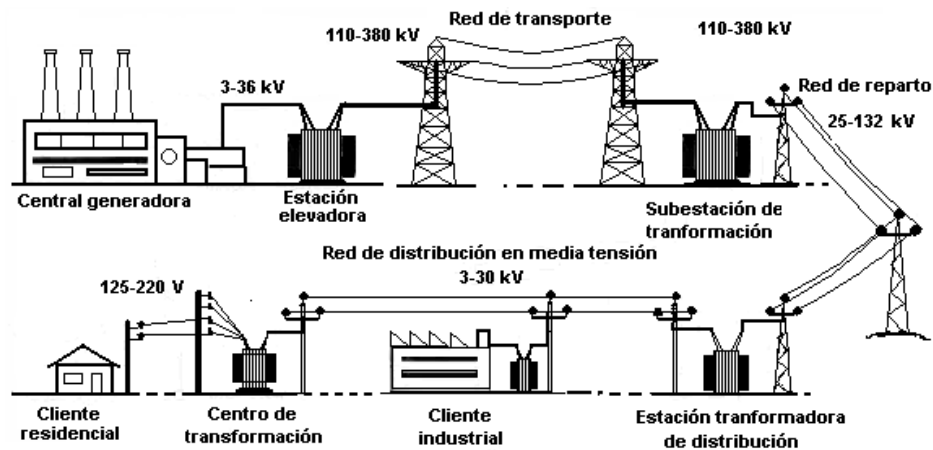 Red de transporte
110-380 kV
110-380 kV
3-36 kV
Red de reparto
25-132 kV
Central generadora
Estación
elevadora
Subestación de
tranformación
Red de distribución en media tensión
3-30 kV
125-220 V
Cliente
residencial
Centro de
transformación
Cliente
industrial
Estación tranformadora
de distribución